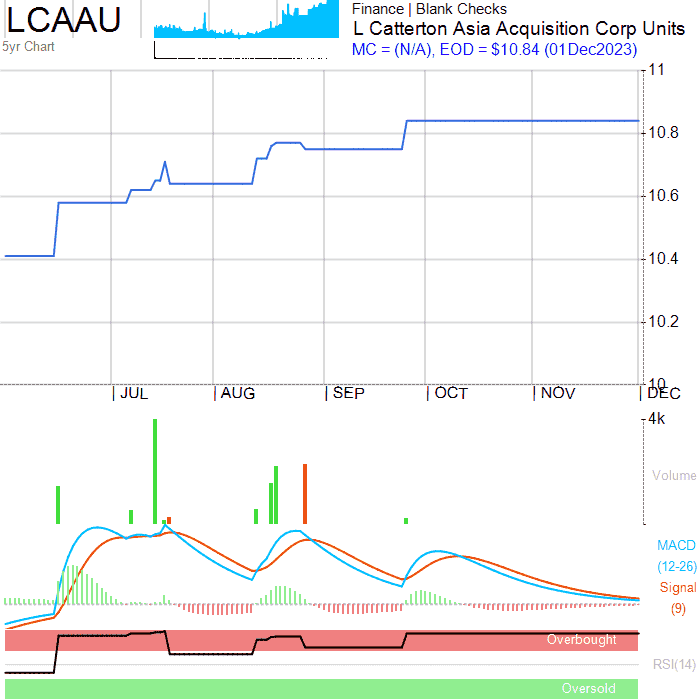 LCAAU
5yr Chart
Finance | Blank Checks
L Catterton Asia Acquisition Corp Units
MC = (N/A), EOD = $10.84 (01Dec2023)
11
10.8
10.6
10.4
10.2
10
JUL AUG SEP OCT NOV DEC
4k
Volume
MACD
(12-26)
Signal
(9)
Overbought
RSI(14)
Oversold